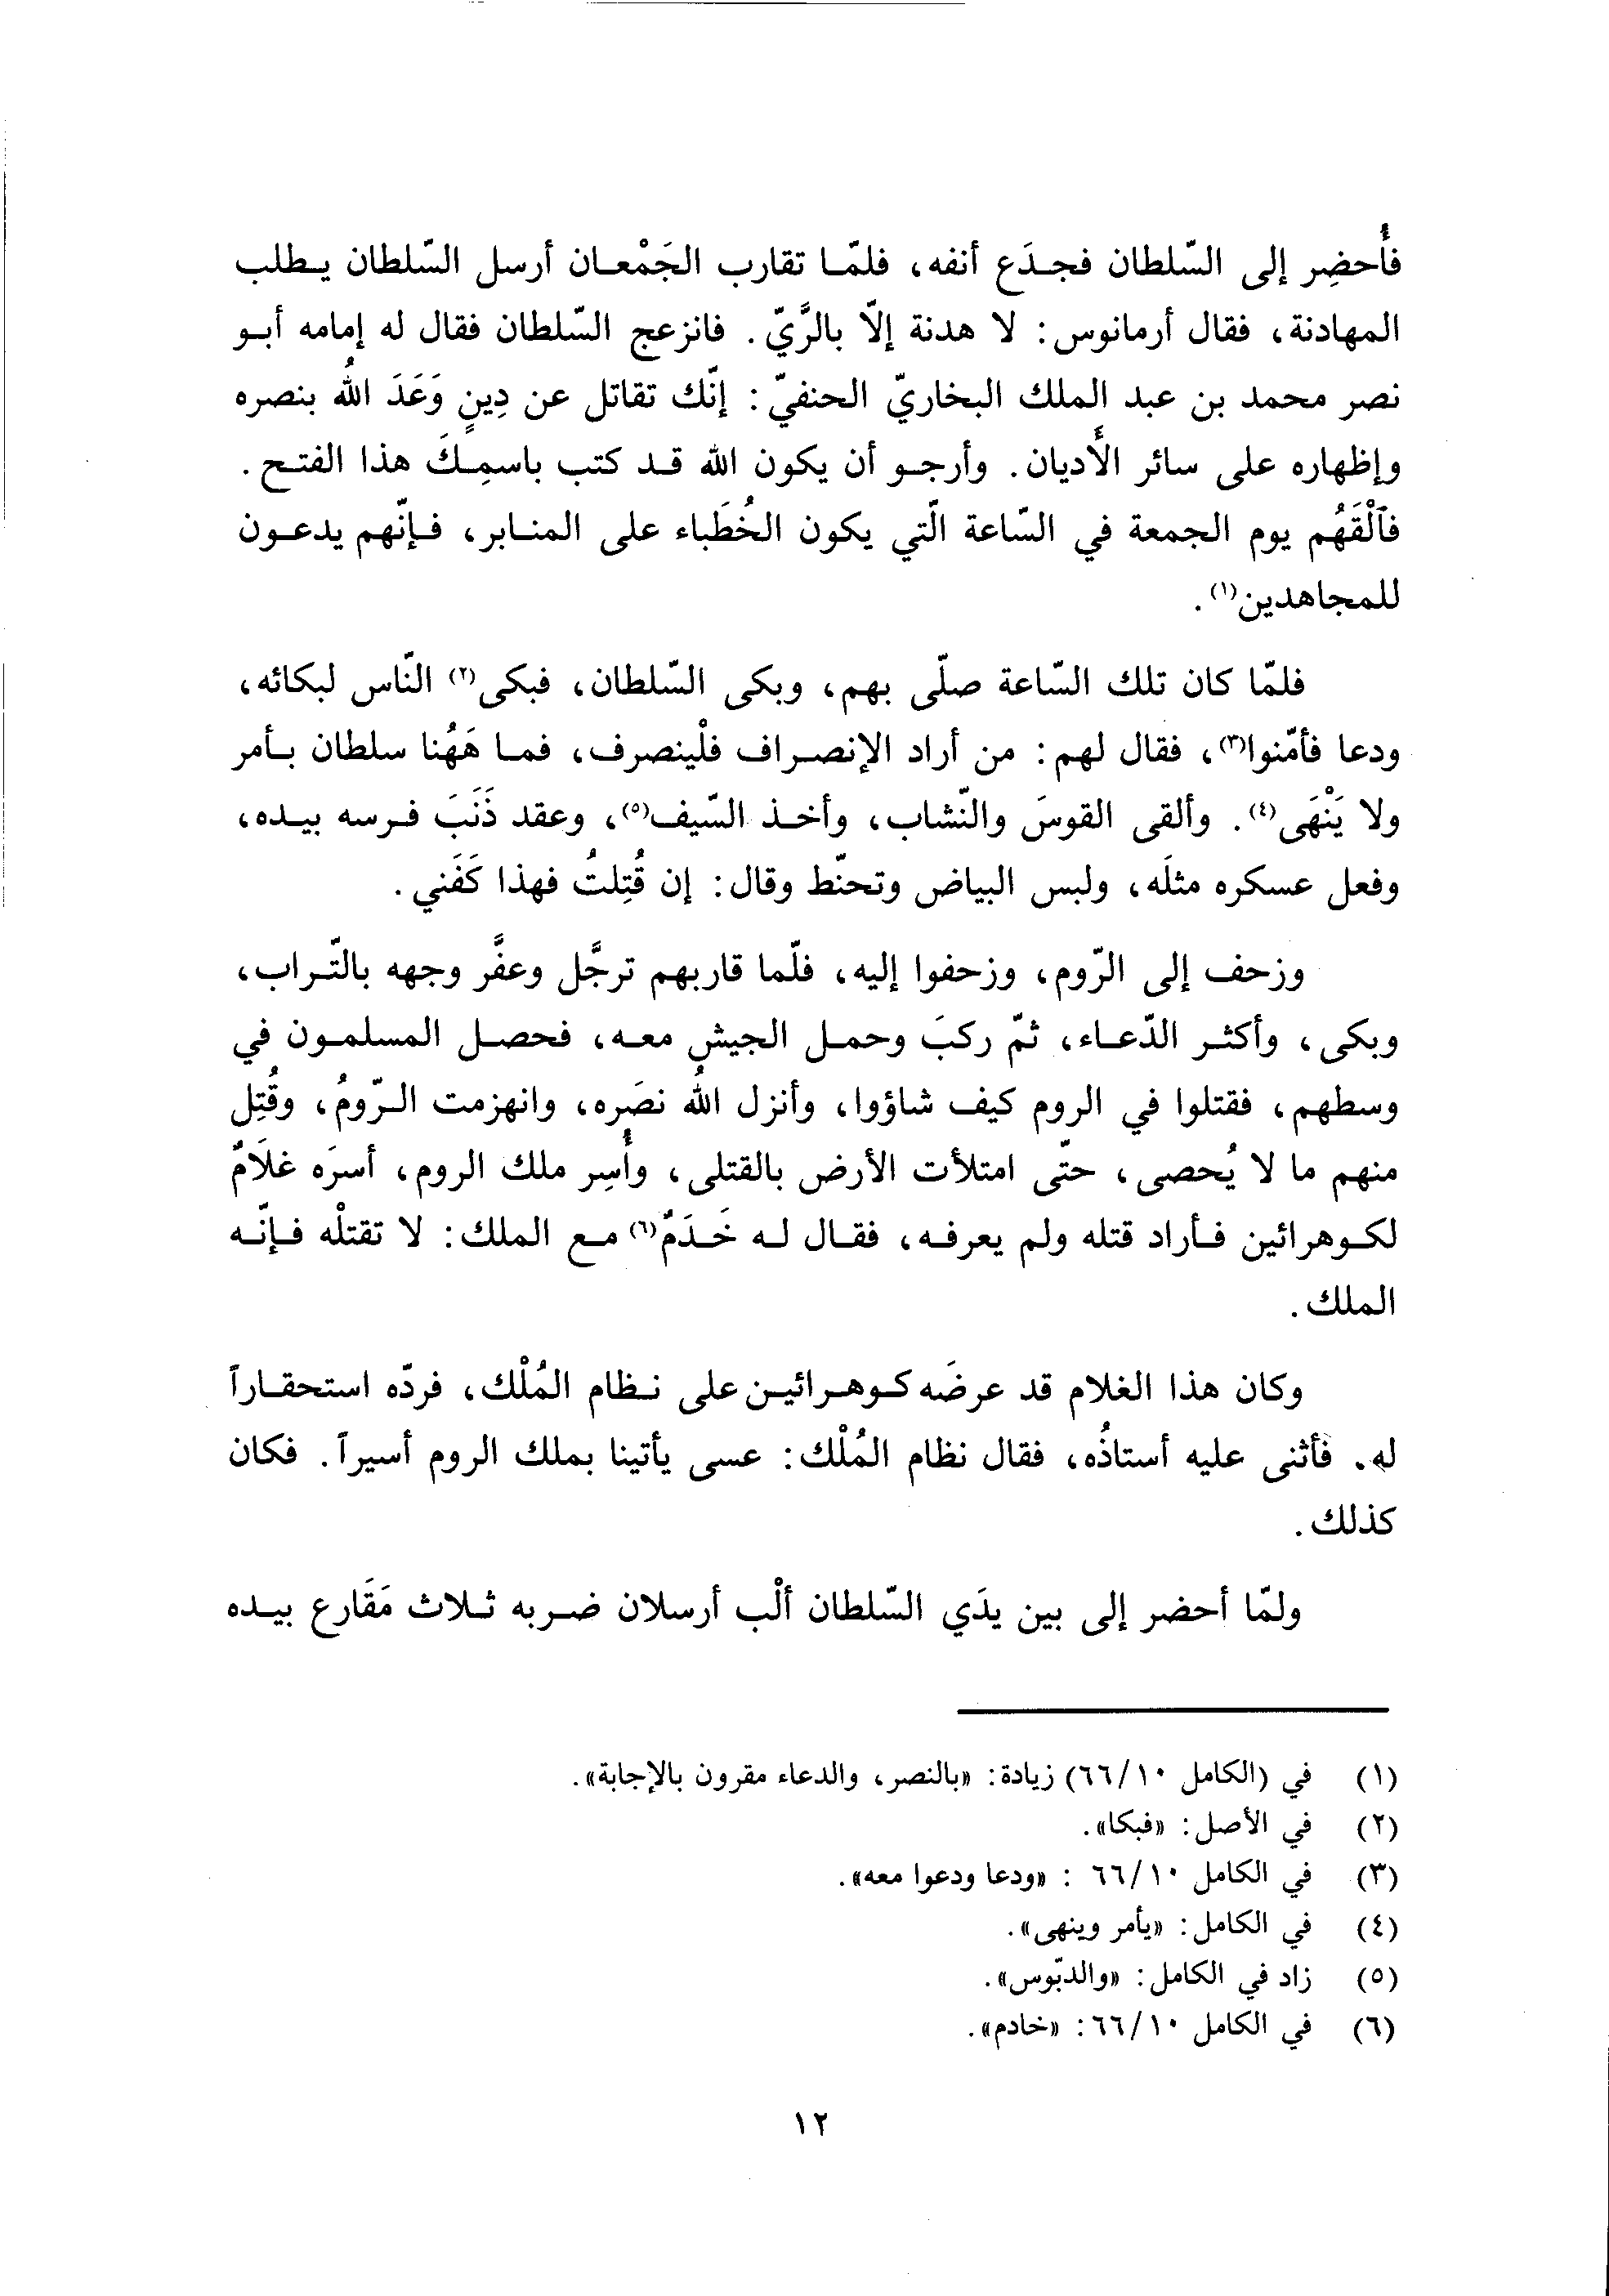 فأُحضِر إلى السّلطان فجدَع أنفه، فلمّا تقارب الجَمْعان أرسل السّلطان يطلب
المهادنة، فقال أرمانوس: لا هدنة إلّا بالرَّيّ. فانزعج السّلطان فقال له إمامه أبو
نصر محمد بن عبد الملك البخاريّ الحنفيّ: إنّك تقاتل عن دِينٍ وَعَدَ اللهُ بنصره
وإظهاره على سائر الأَديان. وأرجو أن يكون الله قد كتب باسمِكَ هذا الفتح.
فآلْقَهُم يوم الجمعة في السّاعة الّتي يكون الخُطَباء على المنابر، فإنّهم يدعون
للمجاهدين(١).
فلمّا كان تلك السّاعة صلّى بهم، وبكى السّلطان، فبكى(٢) النّاس لبكائه،
ودعا فأمّنوا(٣)، فقال لهم: من أراد الإنصراف فلْينصرف، فما هَهُنا سلطان بأمر
ولا يَنْهَى(٤). وألقى القوسَ والنّشاب، وأخذ السّيف(٥)، وعقد ذَنَبَ فرسه بيده،
وفعل عسكره مثلَه، ولبس البياض وتحنّط وقال: إن قُتِلتُ فهذا كَفَني.
وزحف إلى الرّوم، وزحفوا إليه، فلّما قاربهم ترجَّل وعفَّر وجهه بالتّراب،
وبكى، وأكثر الدّعاء، ثمّ ركبَ وحمل الجيش معه، فحصل المسلمون في
وسطهم، فقتلوا في الروم كيف شاؤوا، وأنزل اللهُ نصَره، وانهزمت الرّومُ، وقُتِل
منهم ما لا يُحصى، حتّى امتلأت الأرض بالقتلى، وأُسِر ملك الروم، أسرَه غلَامٌ
لكوهرائين فأراد قتله ولم يعرفه، فقال له خَدَمٌ(٦) مع الملك: لا تقتلْه فإنّه
الملك.
وكان هذا الغلام قد عرضَه كوهرائين على نظام المُلْك، فردّه استحقاراً
له. فأثنى عليه أستاذُه، فقال نظام المُلْك: عسى يأتينا بملك الروم أسيراً. فكان
كذلك.
ولمّا أحضر إلى بين يدَي السّلطان ألْب أرسلان ضربه ثلاث مَقَارع بيده
(١) في (الكامل ٦٦/١٠) زيادة: «بالنصر، والدعاء مقرون بالإجابة».
(٢) في الأصل: «فبكا».
(٣) في الكامل ٦٦/١٠ : «ودعا ودعوا معه».
(٤) في الكامل: «يأمر وينهى».
(٥) زاد في الكامل: «والدبّوس».
(٦) في الكامل ٦٦/١٠: «خادم».
١٢